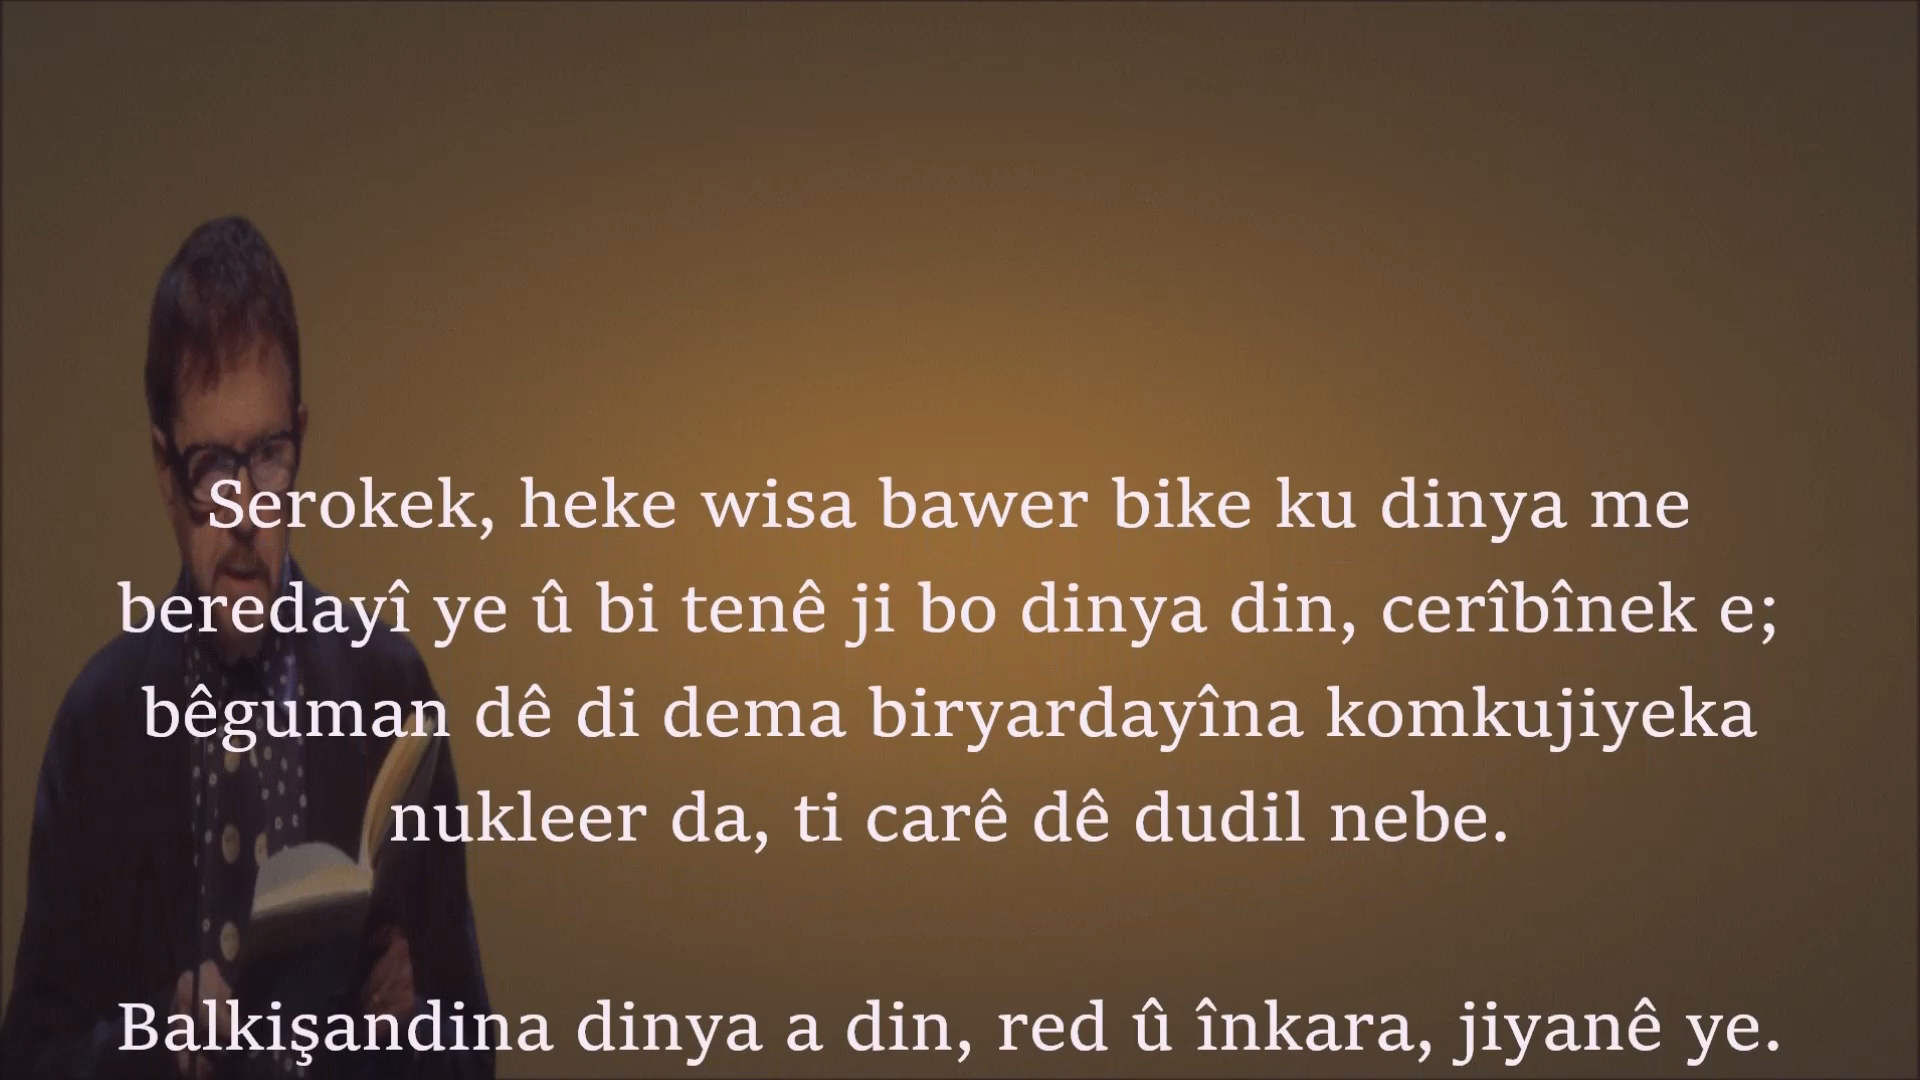 Serokek, heke wisa bawer bike ku dinya me
beredayî ye û bi tenê ji bo dinya din, cerîbînek e;
bêguman dê di dema biryardayîna komkujiyeka
nukleer da, ti carê dê dudil nebe.
Balkişandina dinya a din, red û înkara, jiyanê ye.